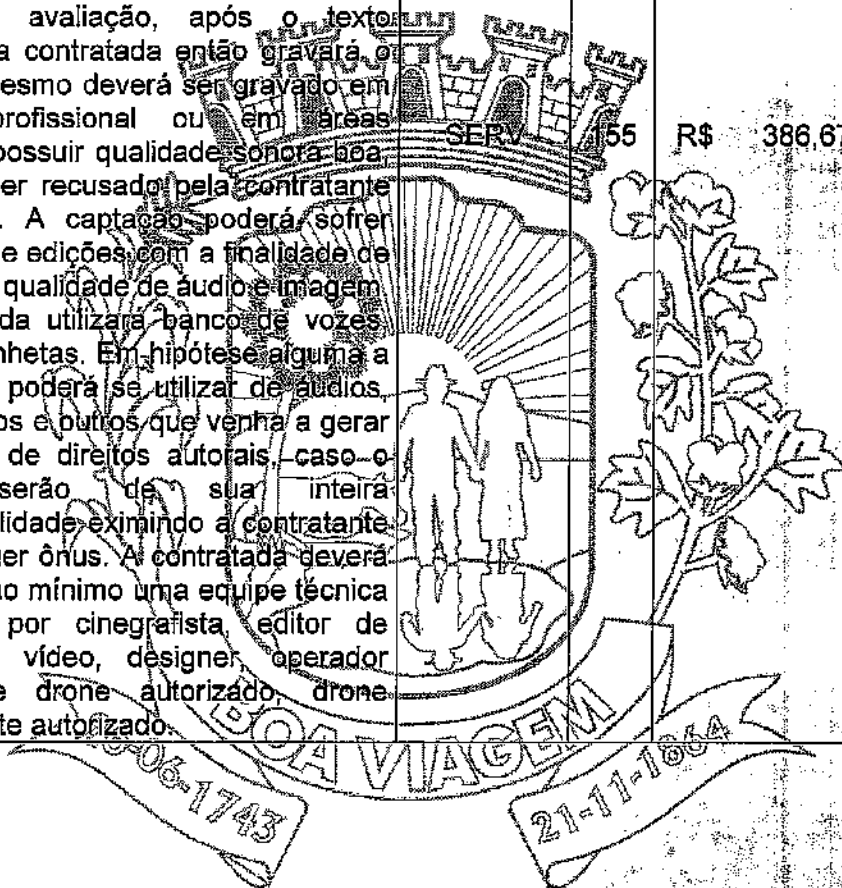 avaliação, após o texto
a contratada então gravará o
esmo deverá ser gravado em
profissional ou em áreas
possuir qualidade sonora boa,
er recusado pela contratante
. A captação poderá sofrer
e edições com a finalidade de
qualidade de áudio e imagem.
da utilizará banco de vozes,
nhetas. Em hipótese alguma a
poderá se utilizar de áudios,
os e outros que venha a gerar
de direitos autorais, caso o
serão de sua inteira
lidade eximindo a contratante
uer ônus. A contratada deverá
ao mínimo uma equipe técnica
por cinegrafista, editor de
vídeo, designer, operador
e drone autorizado, drone
te autorizado.
SERV 155 R$ 386,67
BOA VIAGEM
-06-1743
21-11-1864